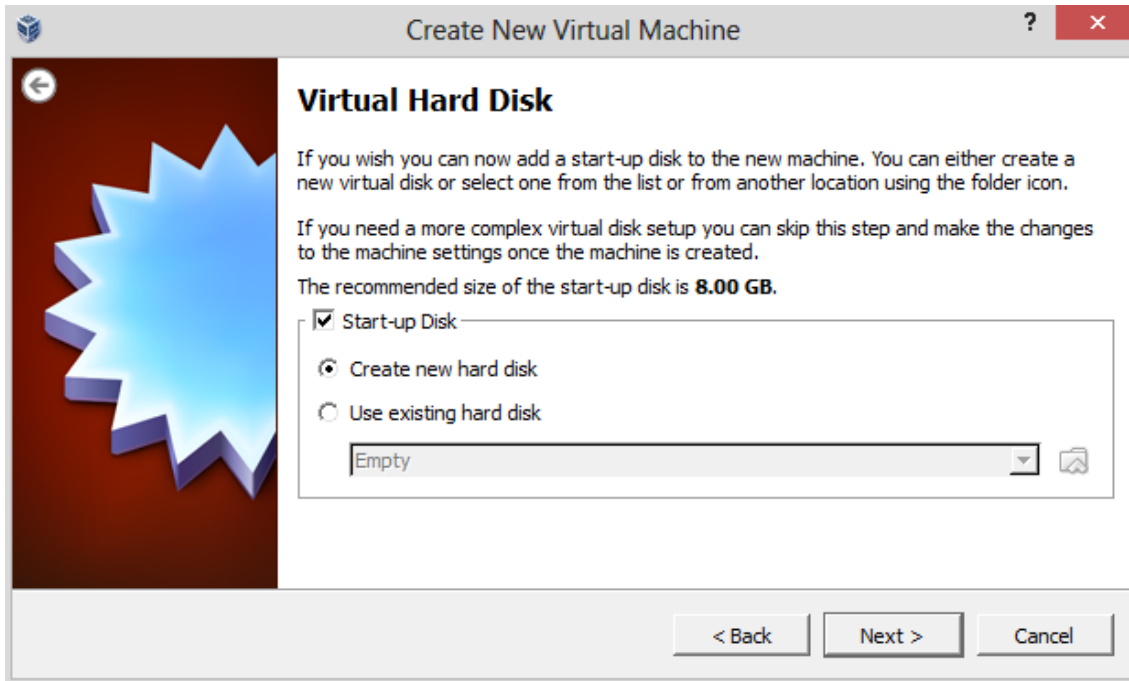 Create New Virtual Machine
?
Virtual Hard Disk
If you wish you can now add a start-up disk to the new machine. You can either create a
new virtual disk or select one from the list or from another location using the folder icon.
If you need a more complex virtual disk setup you can skip this step and make the changes
to the machine settings once the machine is created.
The recommended size of the start-up disk is 8.00 GB.
Start-up Disk
Create new hard disk
Use existing hard disk
Empty
< Back
Next >
Cancel